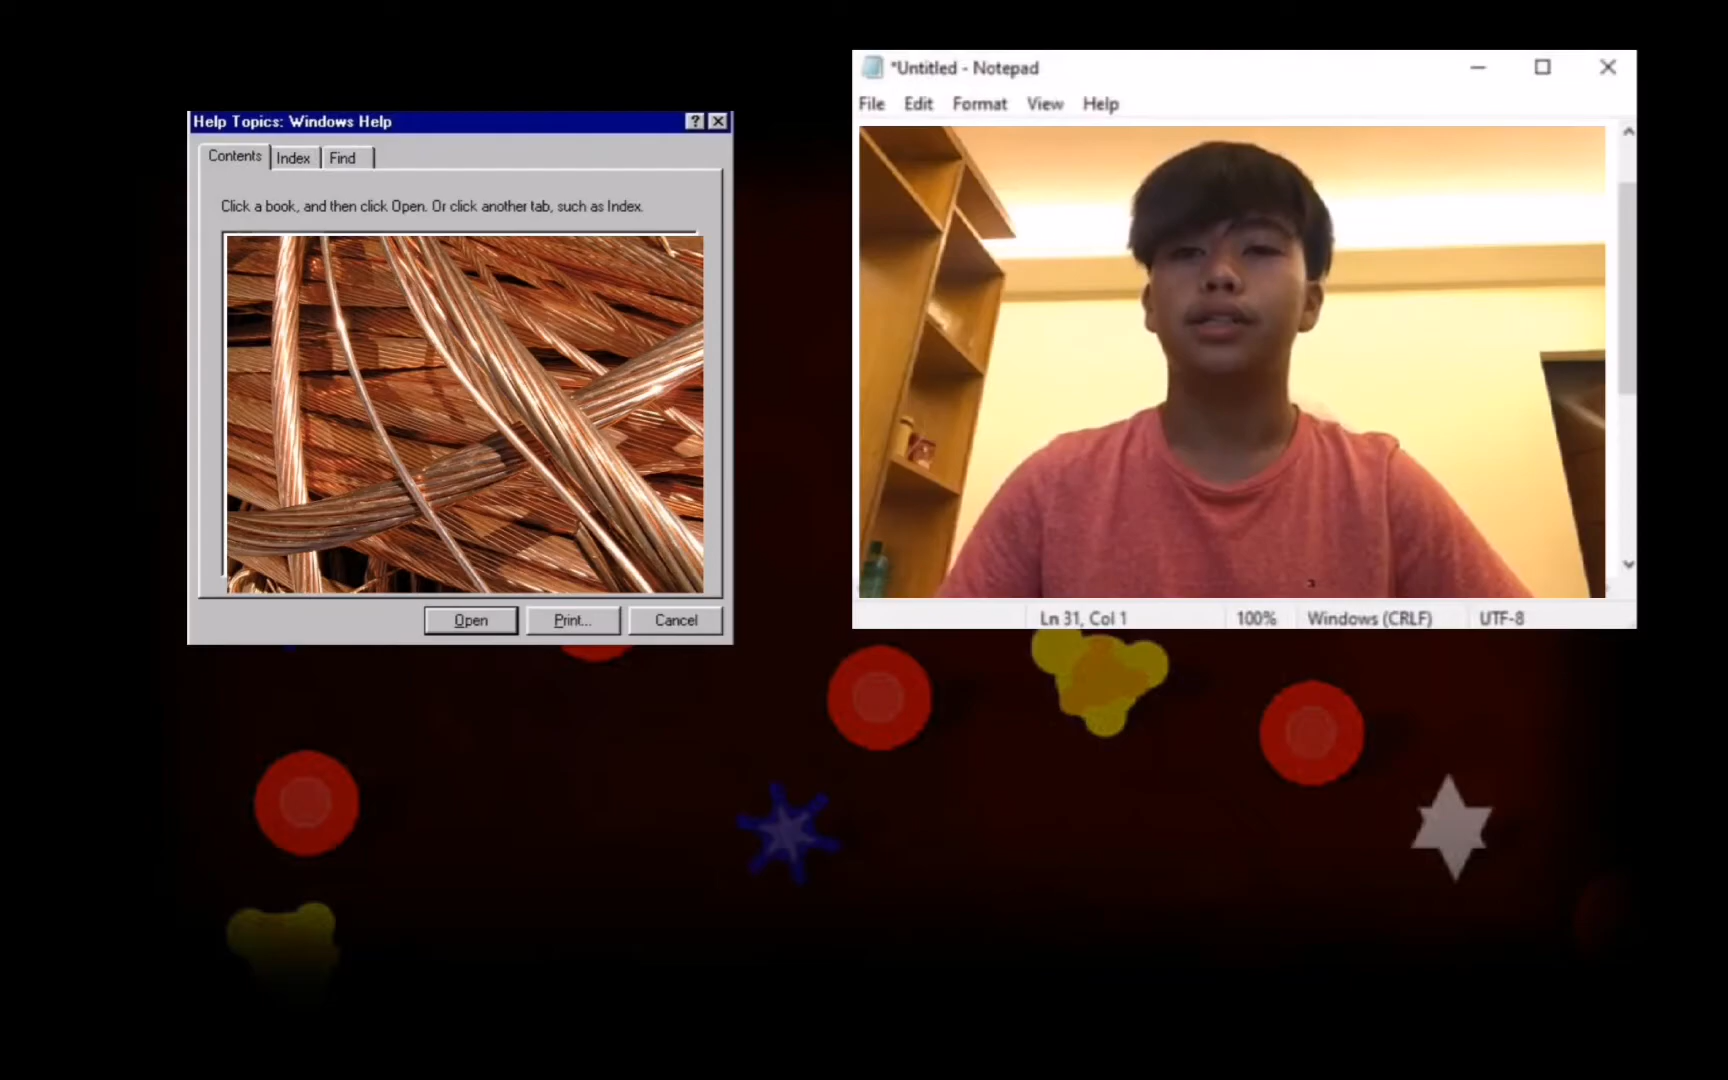 Help Topics: Windows Help
Contents Index Find
Click a book, and then click Open. Or click another tab, such as Index.
Open Print... Cancel
*Untitled - Notepad
File Edit Format View Help
Ln 31, Col 1 100% Windows (CRLF) UTF-8